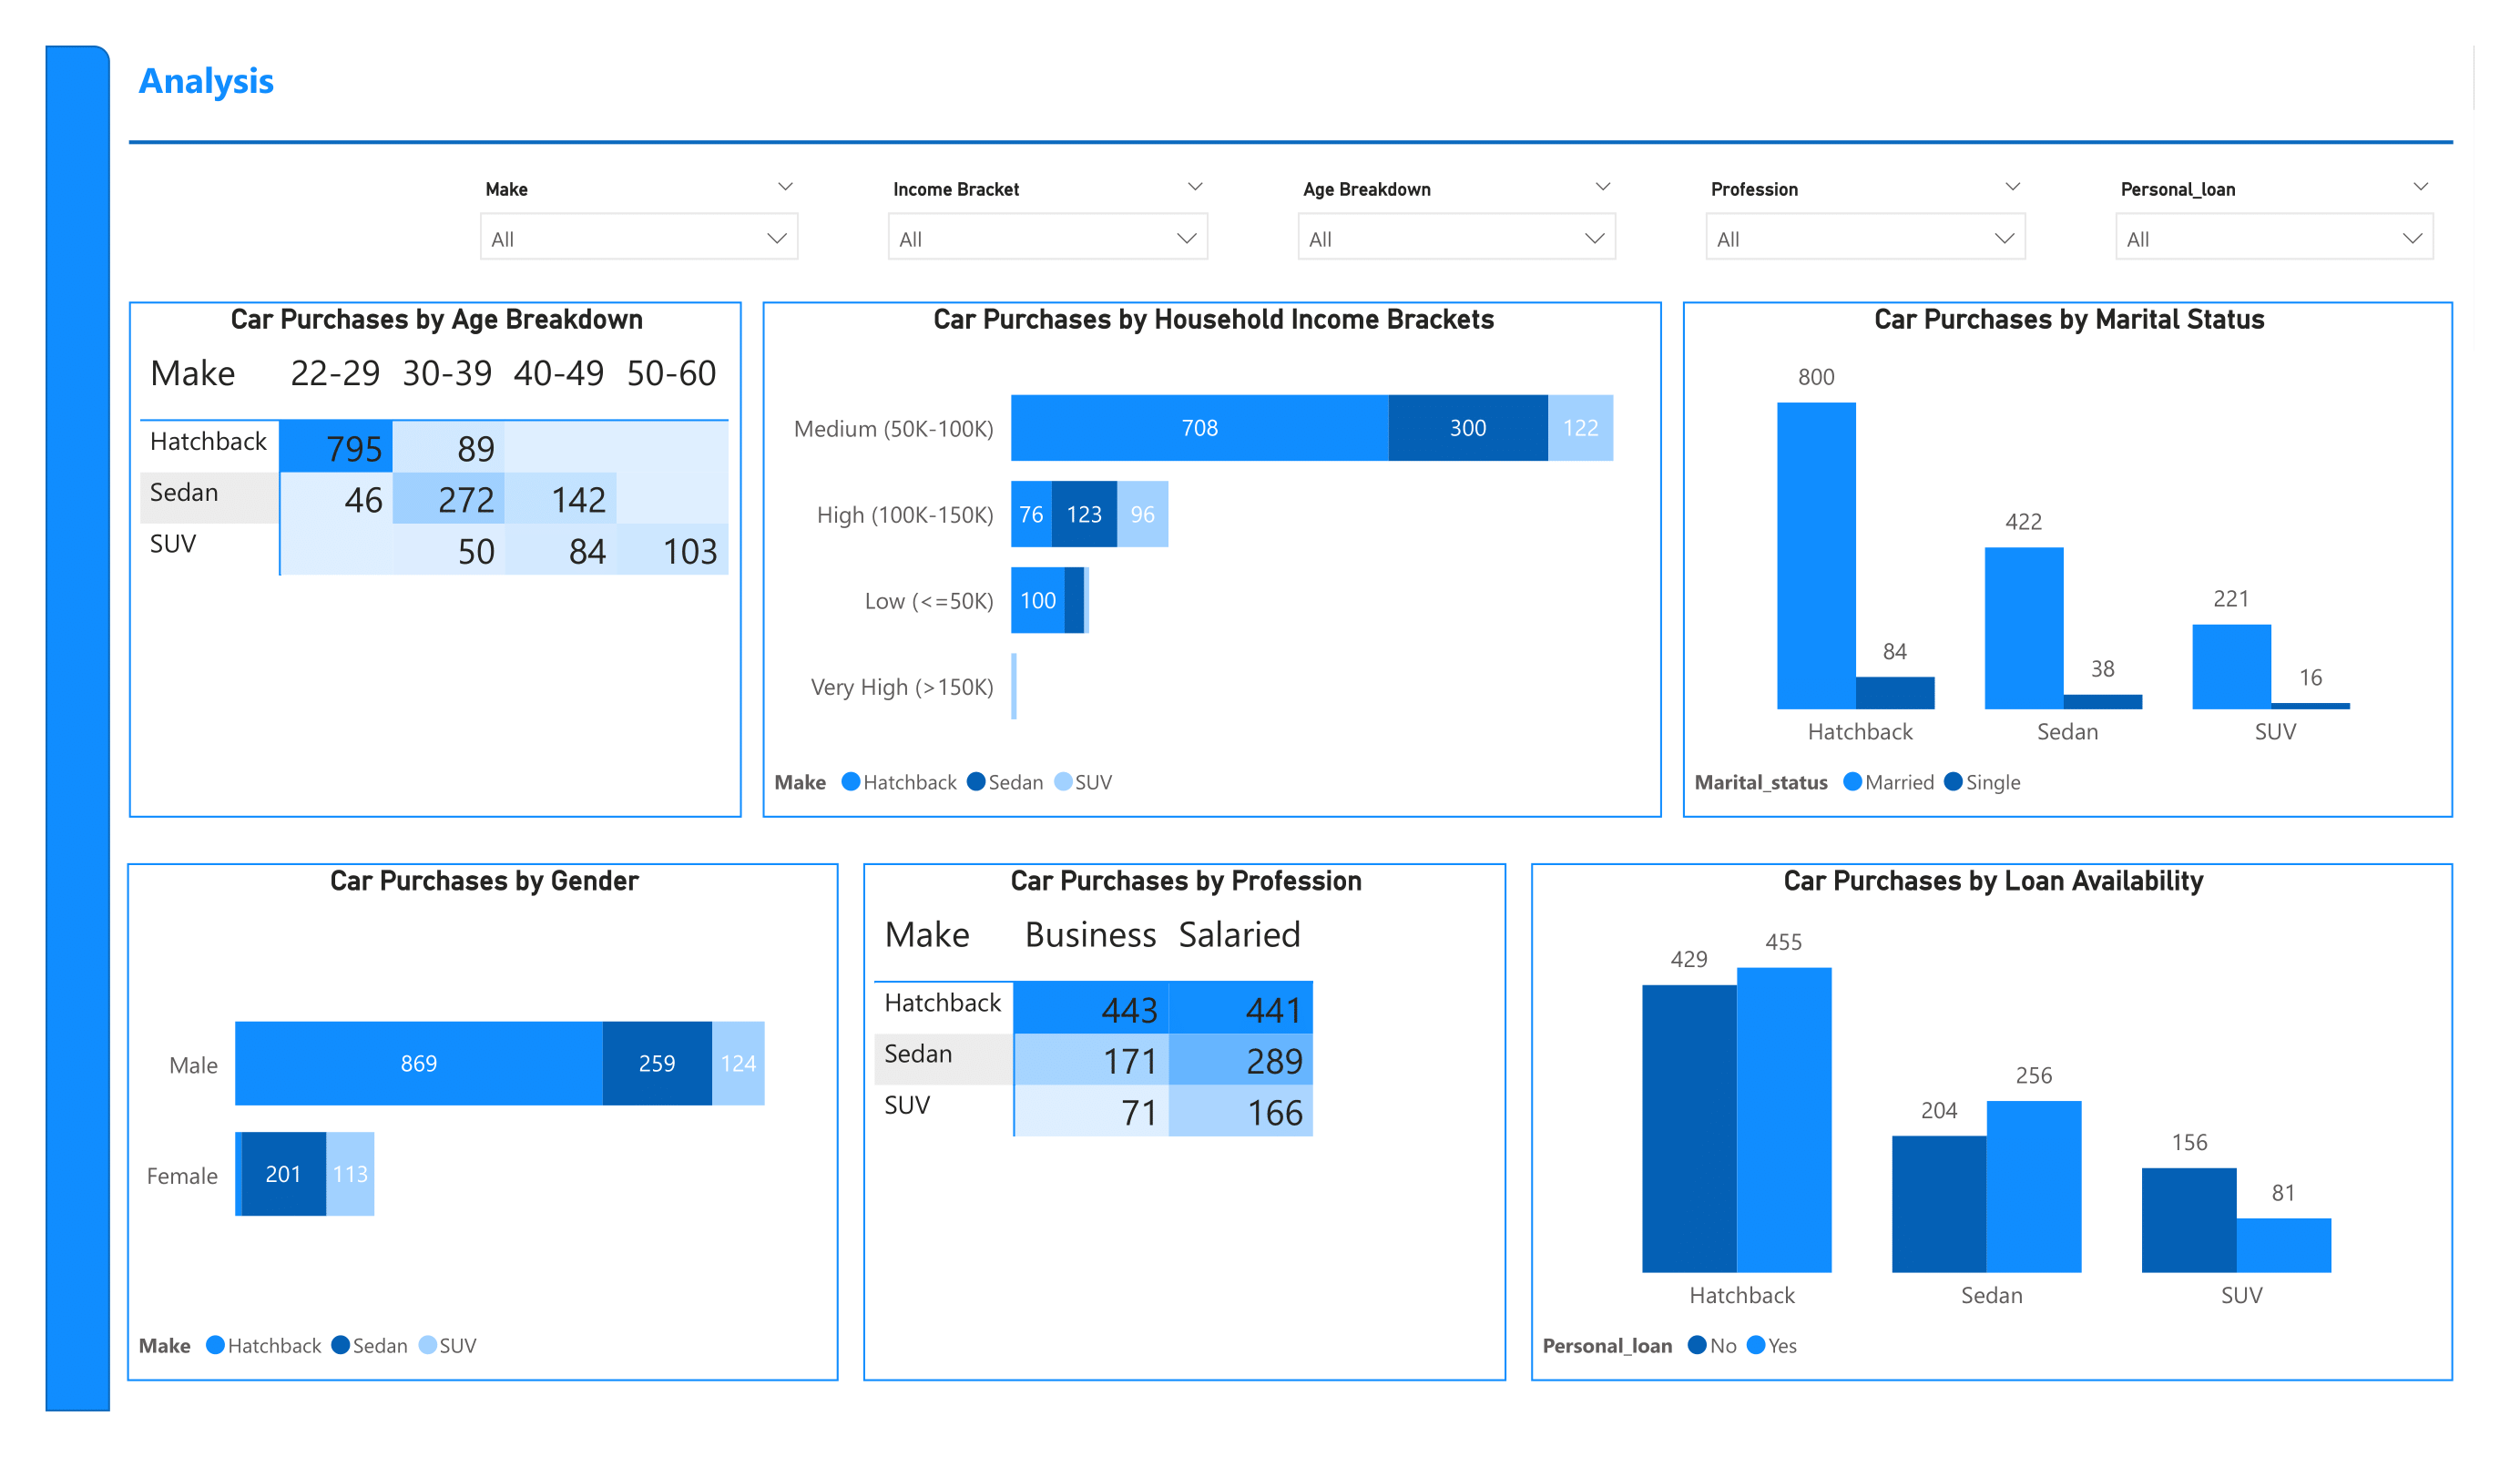 Analysis
Make Income Bracket Age Breakdown Profession Personal_loan
All All All All All
Car Purchases by Age Breakdown
Make 22-29 30-39 40-49 50-60
Hatchback 795 89
Sedan 46 272 142
SUV 50 84 103
Car Purchases by Household Income Brackets
Medium (50K-100K) 708 300 122
High (100K-150K) 76 123 96
Low (<=50K) 100
Very High (>150K)
Make Hatchback Sedan SUV
Car Purchases by Marital Status
800
84
422
38
221
16
Hatchback Sedan SUV
Marital_status Married Single
Car Purchases by Gender
Male 869 259 124
Female 201 113
Make Hatchback Sedan SUV
Car Purchases by Profession
Make Business Salaried
Hatchback 443 441
Sedan 171 289
SUV 71 166
Car Purchases by Loan Availability
429
455
204
256
156
81
Hatchback Sedan SUV
Personal_loan No Yes